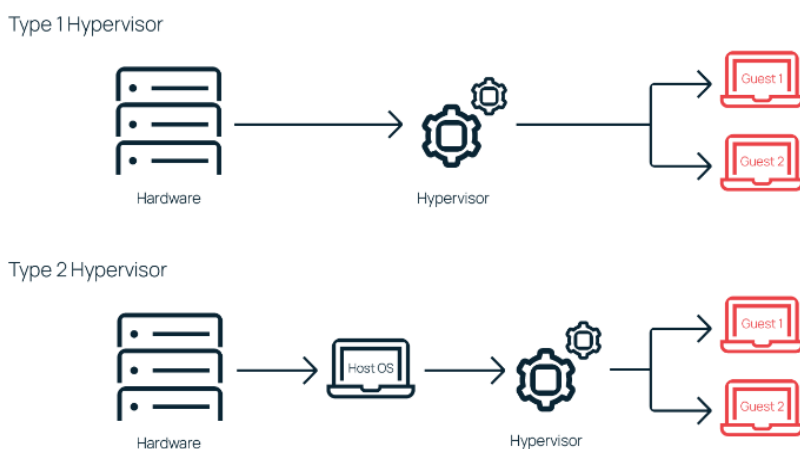 Type 1 Hypervisor
Guest 1
Guest 2
Hardware
Hypervisor
Type 2 Hypervisor
Guest 1
Host OS
Guest 2
Hardware
Hypervisor